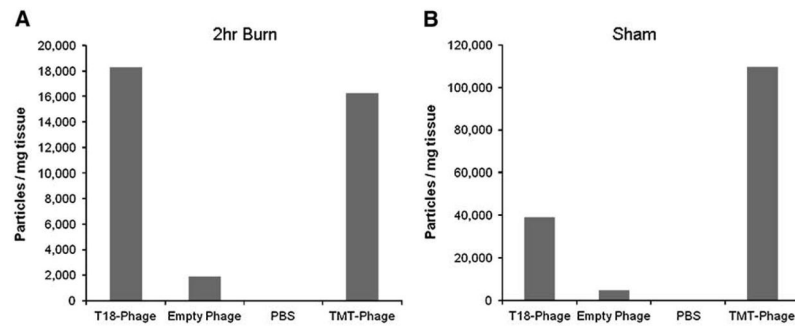 A
2hr Burn
Particles / mg tissue
20,000
18,000
16,000
14,000
12,000
10,000
8,000
6,000
4,000
2,000
0
T18-Phage Empty Phage PBS TMT-Phage
B
Sham
Particles / mg tissue
120,000
100,000
80,000
60,000
40,000
20,000
0
T18-Phage Empty Phage PBS TMT-Phage